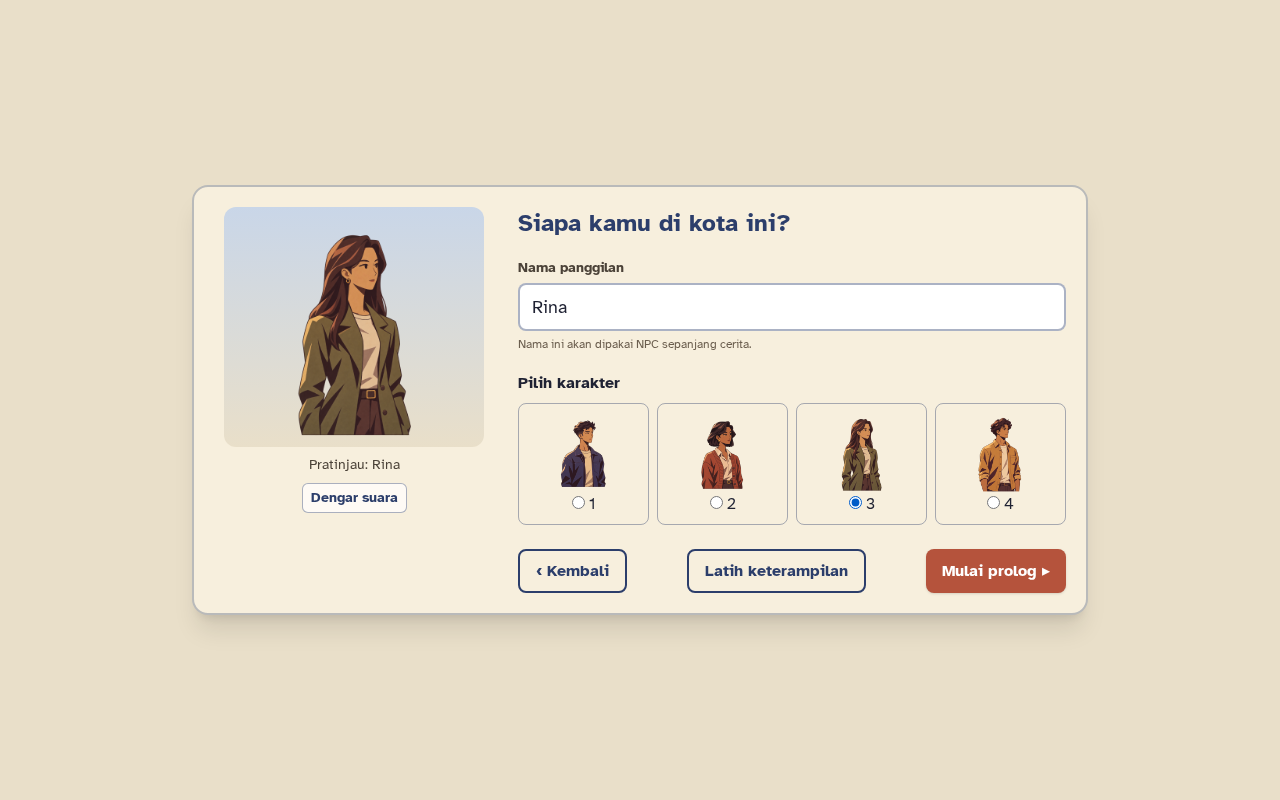 Siapa kamu di kota ini?
Nama panggilan
Rina
Nama ini akan dipakai NPC sepanjang cerita.
Pilih karakter
1
2
3
4
Pratinjau: Rina
Dengar suara
‹ Kembali
Latih keterampilan
Mulai prolog ▸